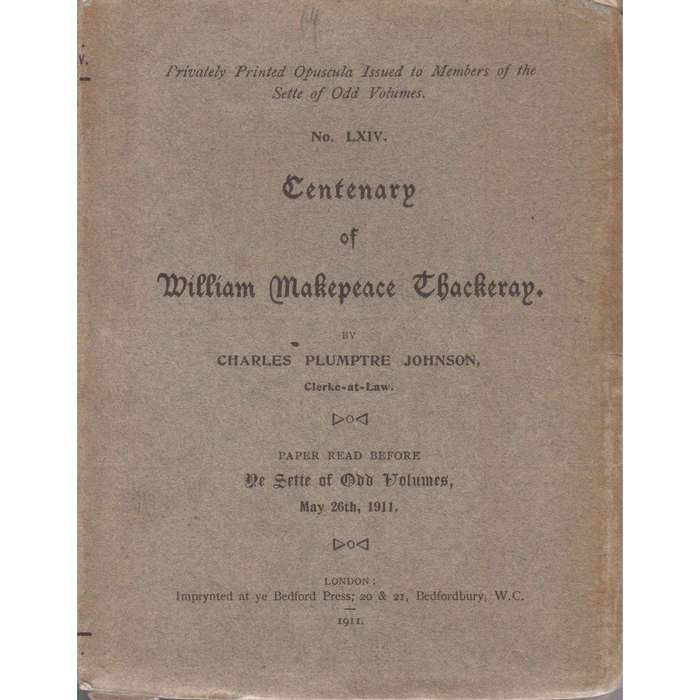 V.
Privately Printed Opuscula Issued to Members of the
Sette of Odd Volumes.
No. LXIV.
Centenary
of
William Makepeace Thackeray.
BY
CHARLES PLUMPTRE JOHNSON,
Clerke-at-Law.
PAPER READ BEFORE
Ye Sette of Odd Volumes,
May 26th, 1911.
LONDON:
Imprynted at ye Bedford Press; 20 & 21, Bedfordbury, W.C.
1911.